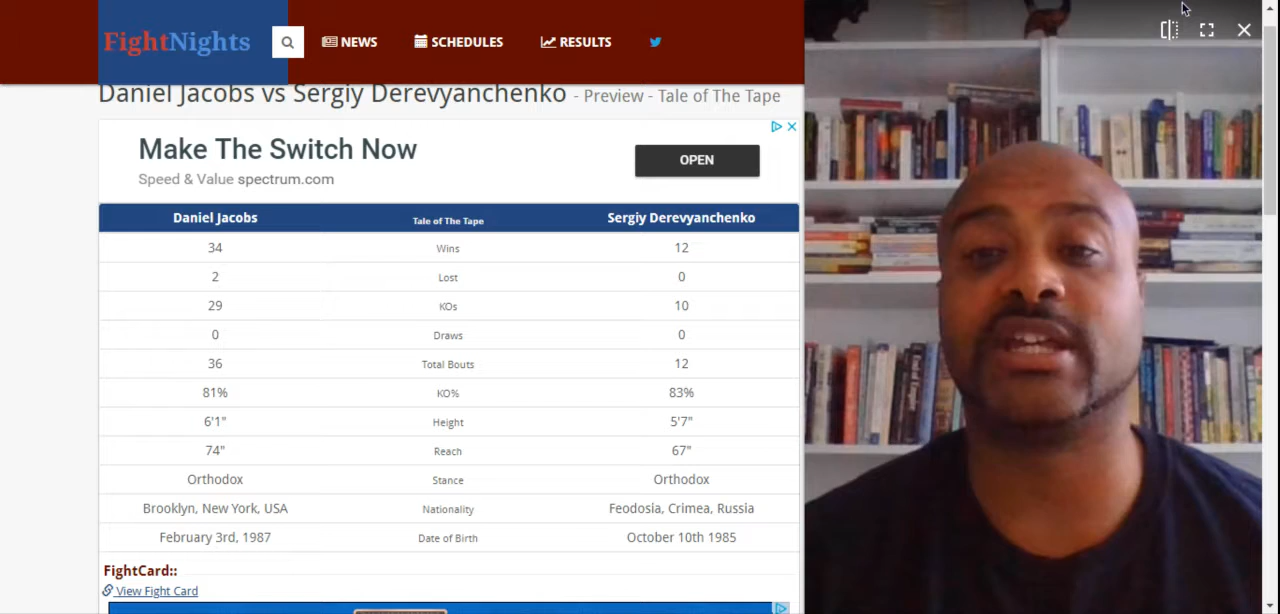 FightNights
NEWS
SCHEDULES
RESULTS
Daniel Jacobs vs Sergiy Derevyanchenko - Preview - Tale of The Tape
Make The Switch Now
Speed & Value spectrum.com
OPEN
Daniel Jacobs Tale of The Tape Sergiy Derevyanchenko
34 Wins 12
2 Lost 0
29 KOs 10
0 Draws 0
36 Total Bouts 12
81% KO% 83%
6'1" Height 5'7"
74" Reach 67"
Orthodox Stance Orthodox
Brooklyn, New York, USA Nationality Feodosia, Crimea, Russia
February 3rd, 1987 Date of Birth October 10th 1985
FightCard::
View Fight Card